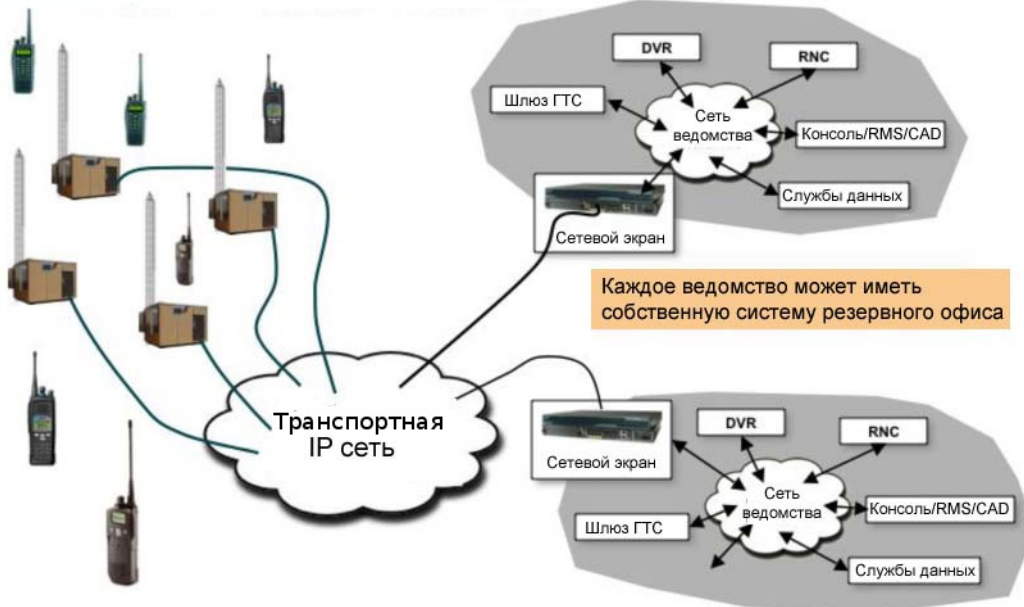 DVR
RNC
Шлюз ГТС
Сеть
ведомства
Консоль/RMS/CAD
Службы данных
Сетевой экран
Каждое ведомство может иметь
собственную систему резервного офиса
Транспортная
IP сеть
DVR
RNC
Сетевой экран
Сеть
ведомства
Консоль/RMS/CAD
Шлюз ГТС
Службы данных